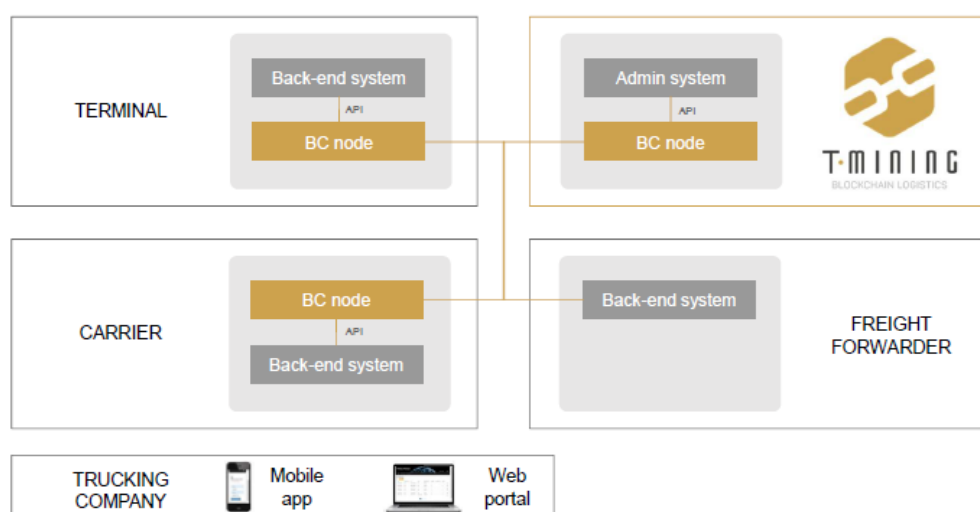 TERMINAL
Back-end system
API
BC node
Admin system
API
BC node
T·MINING
BLOCKCHAIN LOGISTICS
CARRIER
BC node
API
Back-end system
Back-end system
FREIGHT
FORWARDER
TRUCKING
COMPANY
Mobile
app
Web
portal